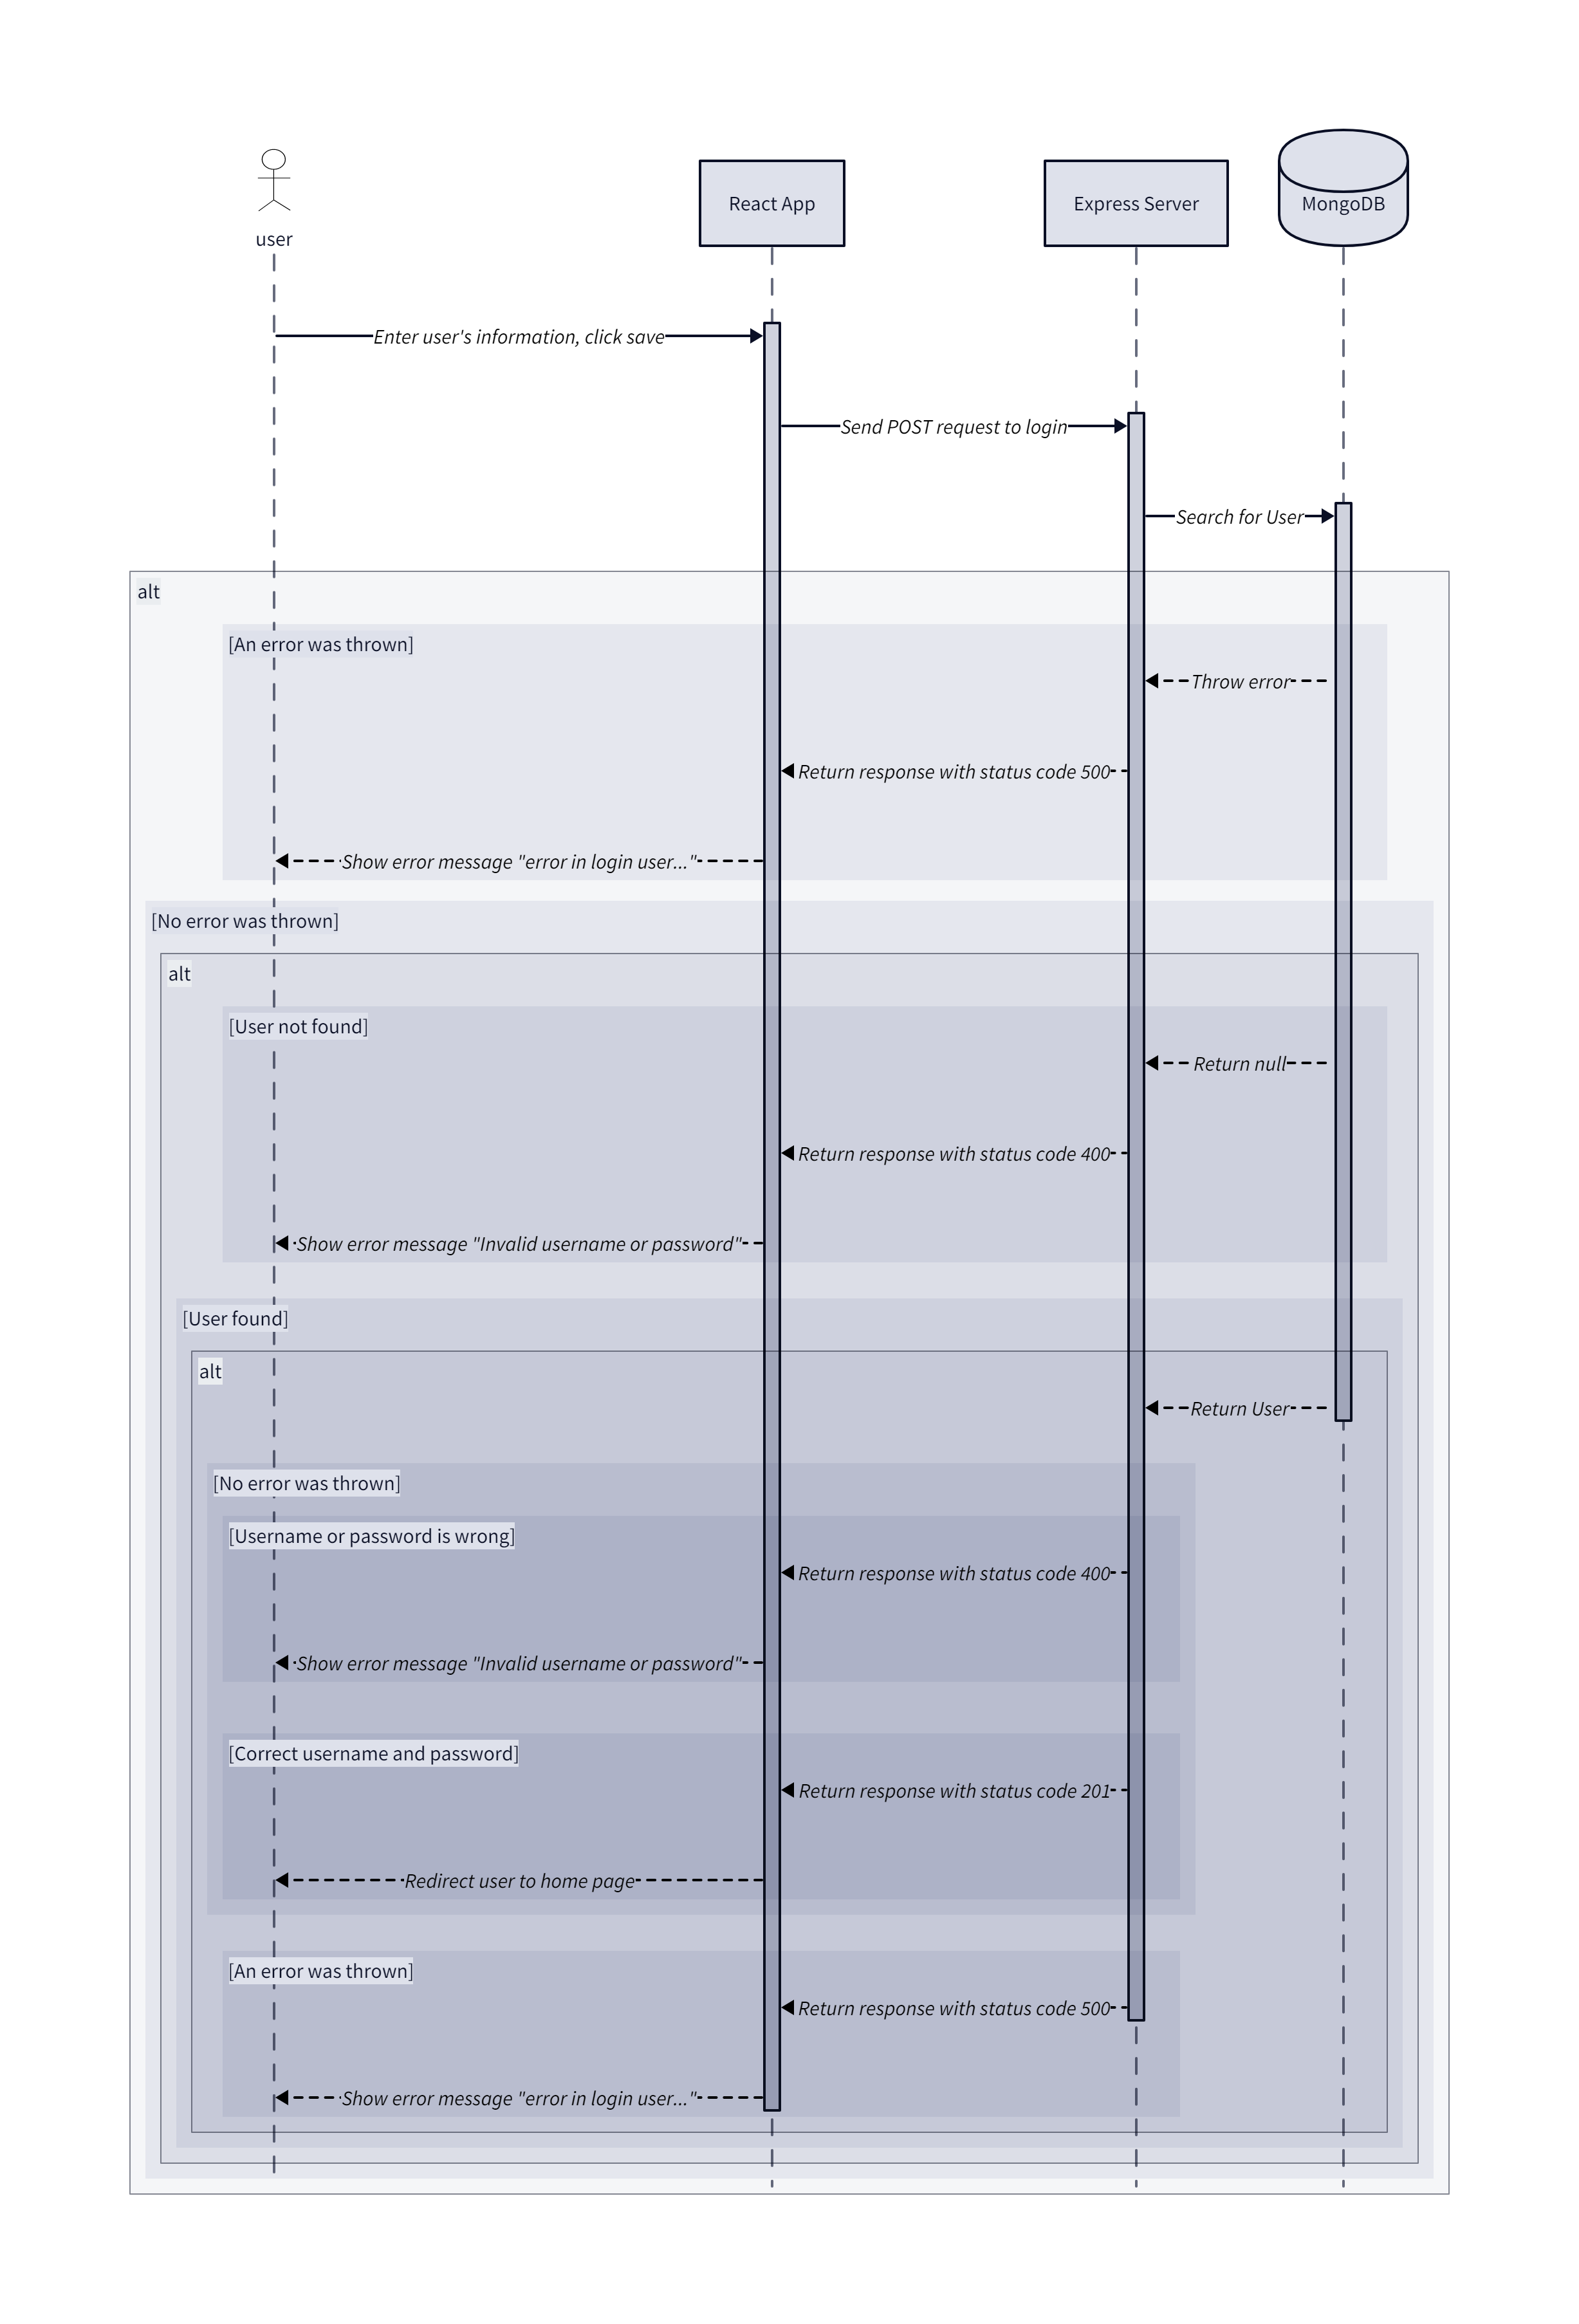 user
React App
Express Server
MongoDB
Enter user's information, click save
Send POST request to login
Search for User
alt
[An error was thrown]
Throw error
Return response with status code 500
Show error message "error in login user..."
[No error was thrown]
alt
[User not found]
Return null
Return response with status code 400
Show error message "Invalid username or password"
[User found]
alt
Return User
[No error was thrown]
[Username or password is wrong]
Return response with status code 400
Show error message "Invalid username or password"
[Correct username and password]
Return response with status code 201
Redirect user to home page
[An error was thrown]
Return response with status code 500
Show error message "error in login user..."